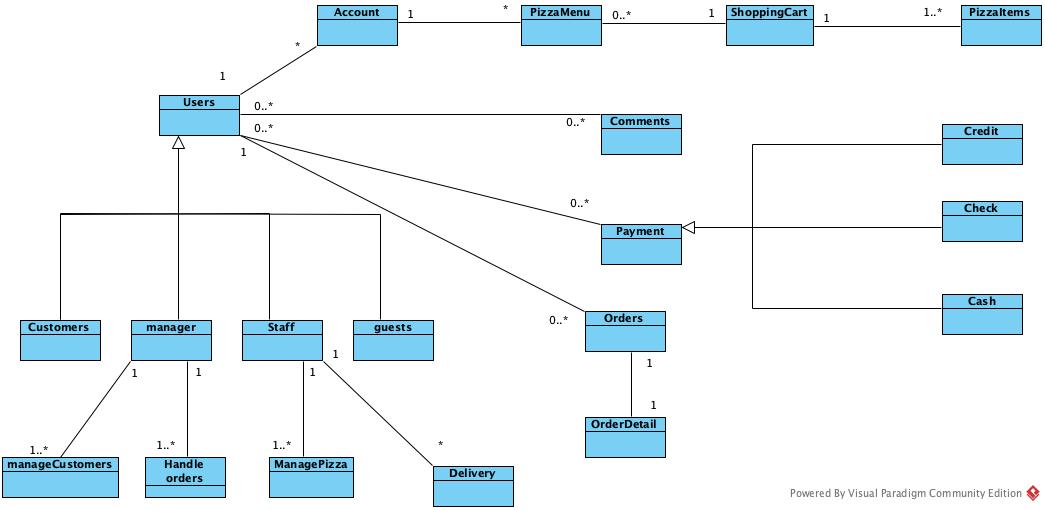 Account
1
*
PizzaMenu
0..*
1
ShoppingCart
1
1..*
PizzaItems
*
1
Users
0..*
0..*
Comments
0..*
1
Credit
0..*
Check
Payment
Cash
Orders
0..*
Customers
manager
Staff
guests
1
1
1
1
1
1
OrderDetail
1..*
1..*
1..*
*
manageCustomers
Handle
orders
ManagePizza
Delivery
Powered By Visual Paradigm Community Edition